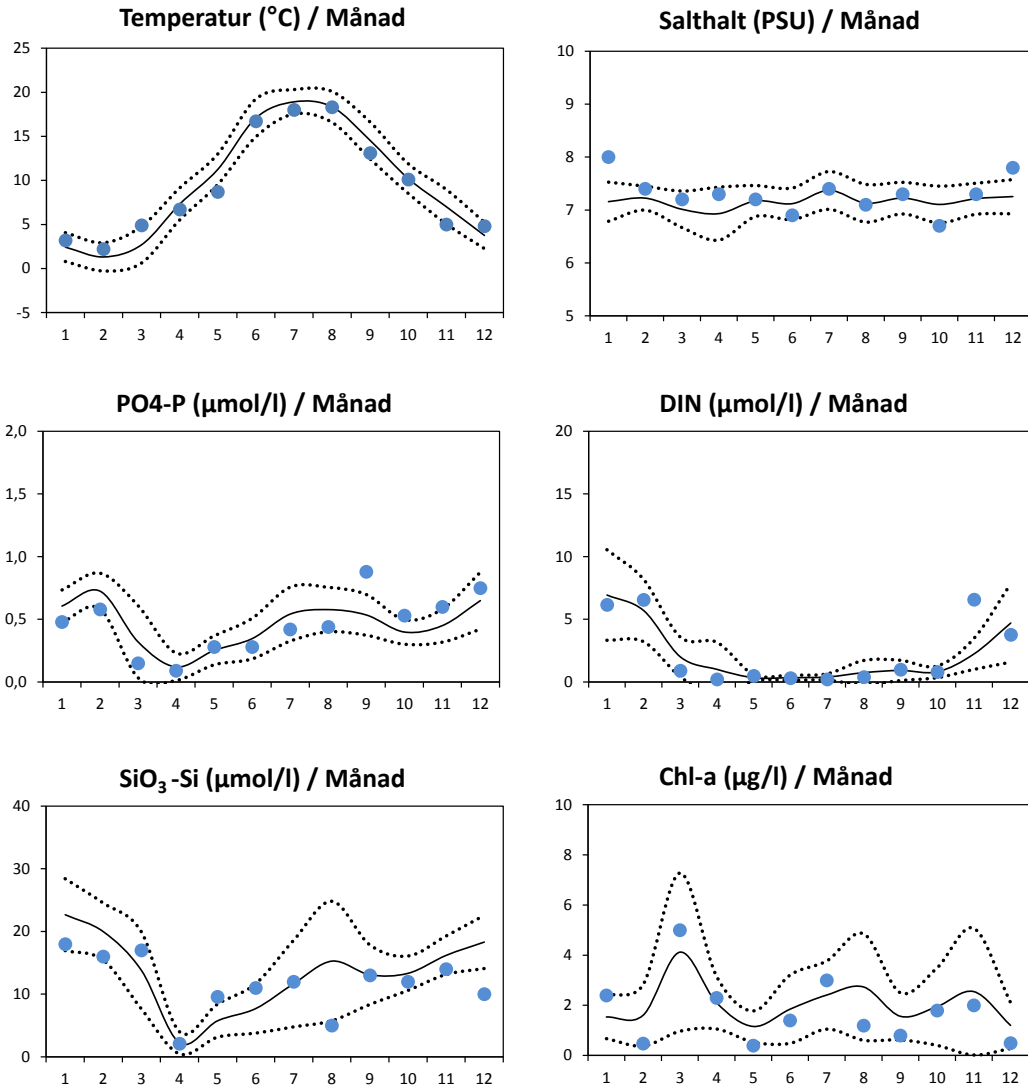 Temperatur (°C) / Månad
25
20
15
10
5
0
-5
1 2 3 4 5 6 7 8 9 10 11 12
Salthalt (PSU) / Månad
10
9
8
7
6
5
1 2 3 4 5 6 7 8 9 10 11 12
PO4-P (µmol/l) / Månad
2,0
1,5
1,0
0,5
0,0
1 2 3 4 5 6 7 8 9 10 11 12
DIN (µmol/l) / Månad
20
15
10
5
0
1 2 3 4 5 6 7 8 9 10 11 12
SiO₃ -Si (µmol/l) / Månad
40
30
20
10
0
1 2 3 4 5 6 7 8 9 10 11 12
Chl-a (µg/l) / Månad
10
8
6
4
2
0
1 2 3 4 5 6 7 8 9 10 11 12